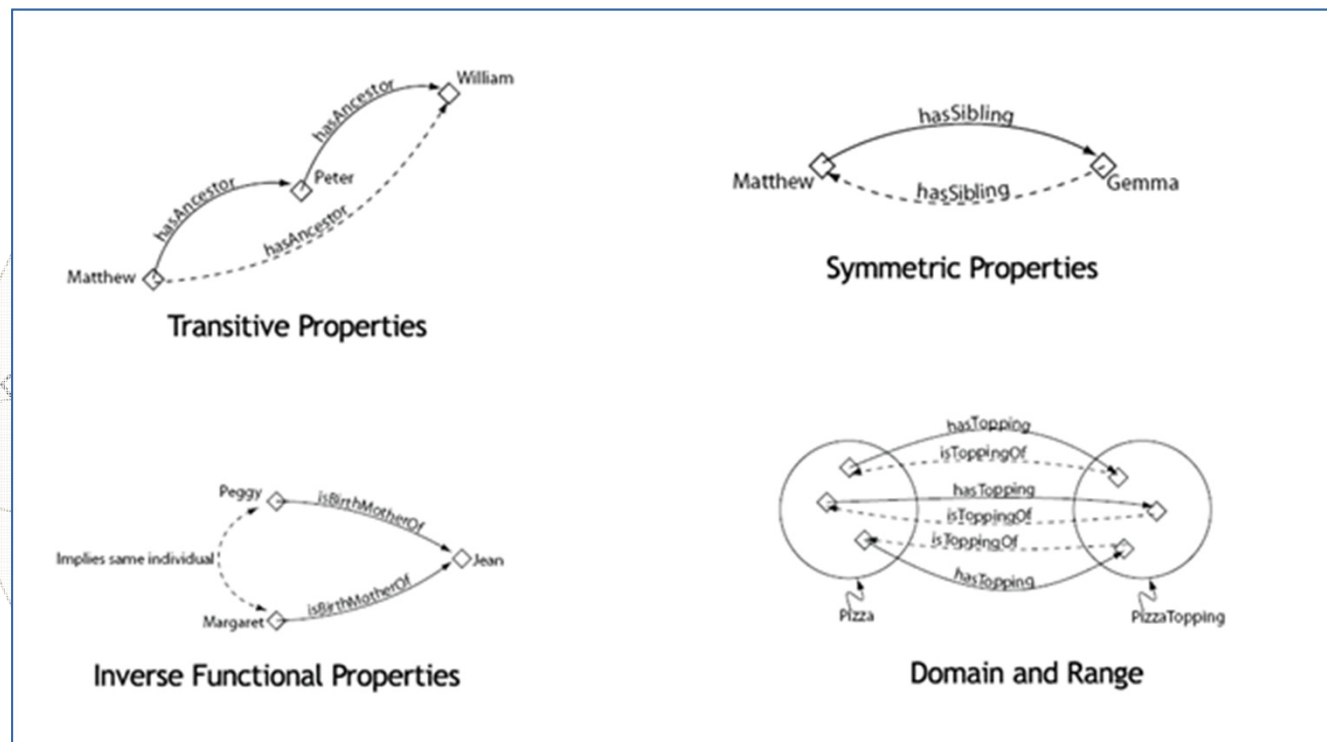 William
hasAncestor
Peter
hasAncestor
hasAncestor
Matthew
Transitive Properties
hasSibling
Matthew
Gemma
hasSibling
Symmetric Properties
Peggy
isBirthMotherOf
Implies same individual
Jean
isBirthMotherOf
Margaret
Inverse Functional Properties
hasTopping
isToppingOf
hasTopping
isToppingOf
isToppingOf
hasTopping
Pizza
PizzaTopping
Domain and Range